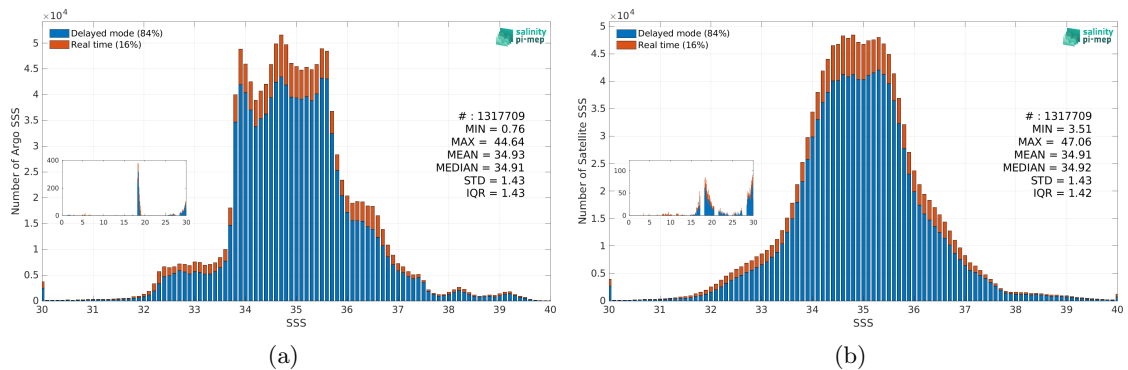 ×10⁴
Delayed mode (84%)
Real time (16%)
salinity
pi-mep
# : 1317709
MIN = 0.76
MAX = 44.64
MEAN = 34.93
MEDIAN = 34.91
STD = 1.43
IQR = 1.43
Number of Argo SSS
5
4.5
4
3.5
3
2.5
2
1.5
1
0.5
0
400
200
0
0 5 10 15 20 25 30
30 31 32 33 34 35 36 37 38 39 40
SSS
(a)
×10⁴
Delayed mode (84%)
Real time (16%)
salinity
pi-mep
# : 1317709
MIN = 3.51
MAX = 47.06
MEAN = 34.91
MEDIAN = 34.92
STD = 1.43
IQR = 1.42
Number of Satellite SSS
5
4.5
4
3.5
3
2.5
2
1.5
1
0.5
0
100
50
0
0 5 10 15 20 25 30
30 31 32 33 34 35 36 37 38 39 40
SSS
(b)